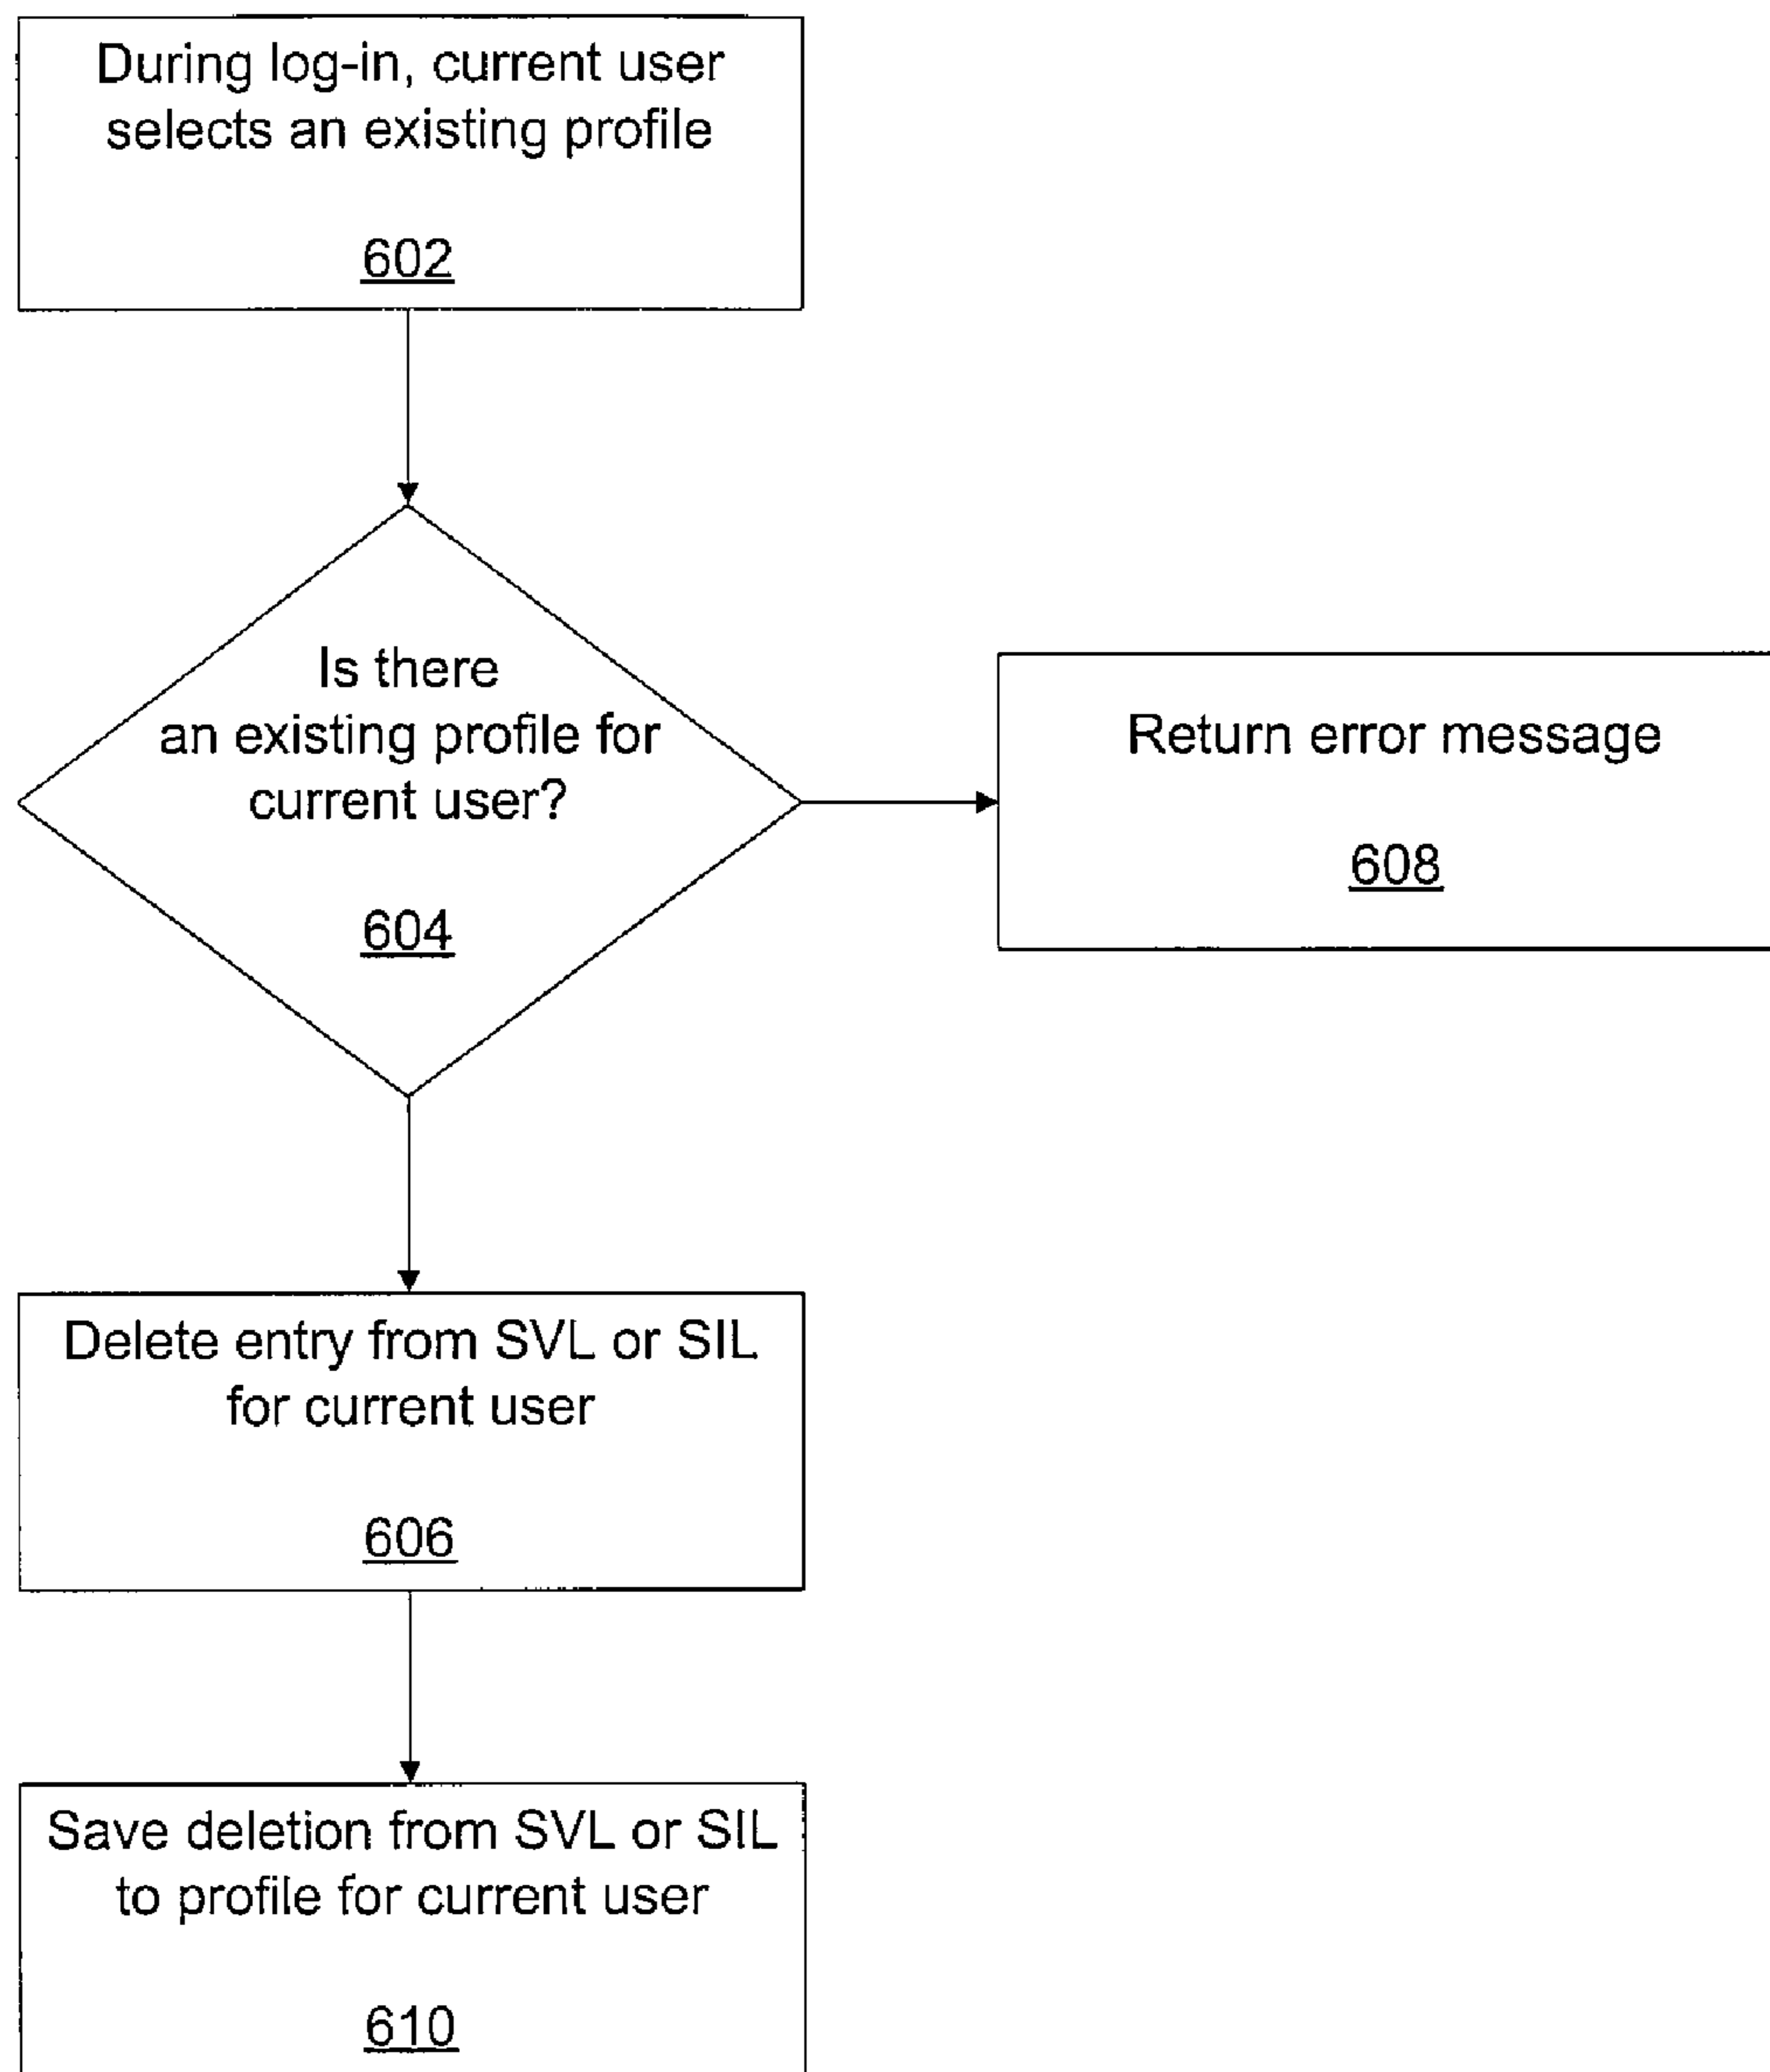 During log-in, current user
selects an existing profile
602
Is there
an existing profile for
current user?
604
Return error message
608
Delete entry from SVL or SIL
for current user
606
Save deletion from SVL or SIL
to profile for current user
610